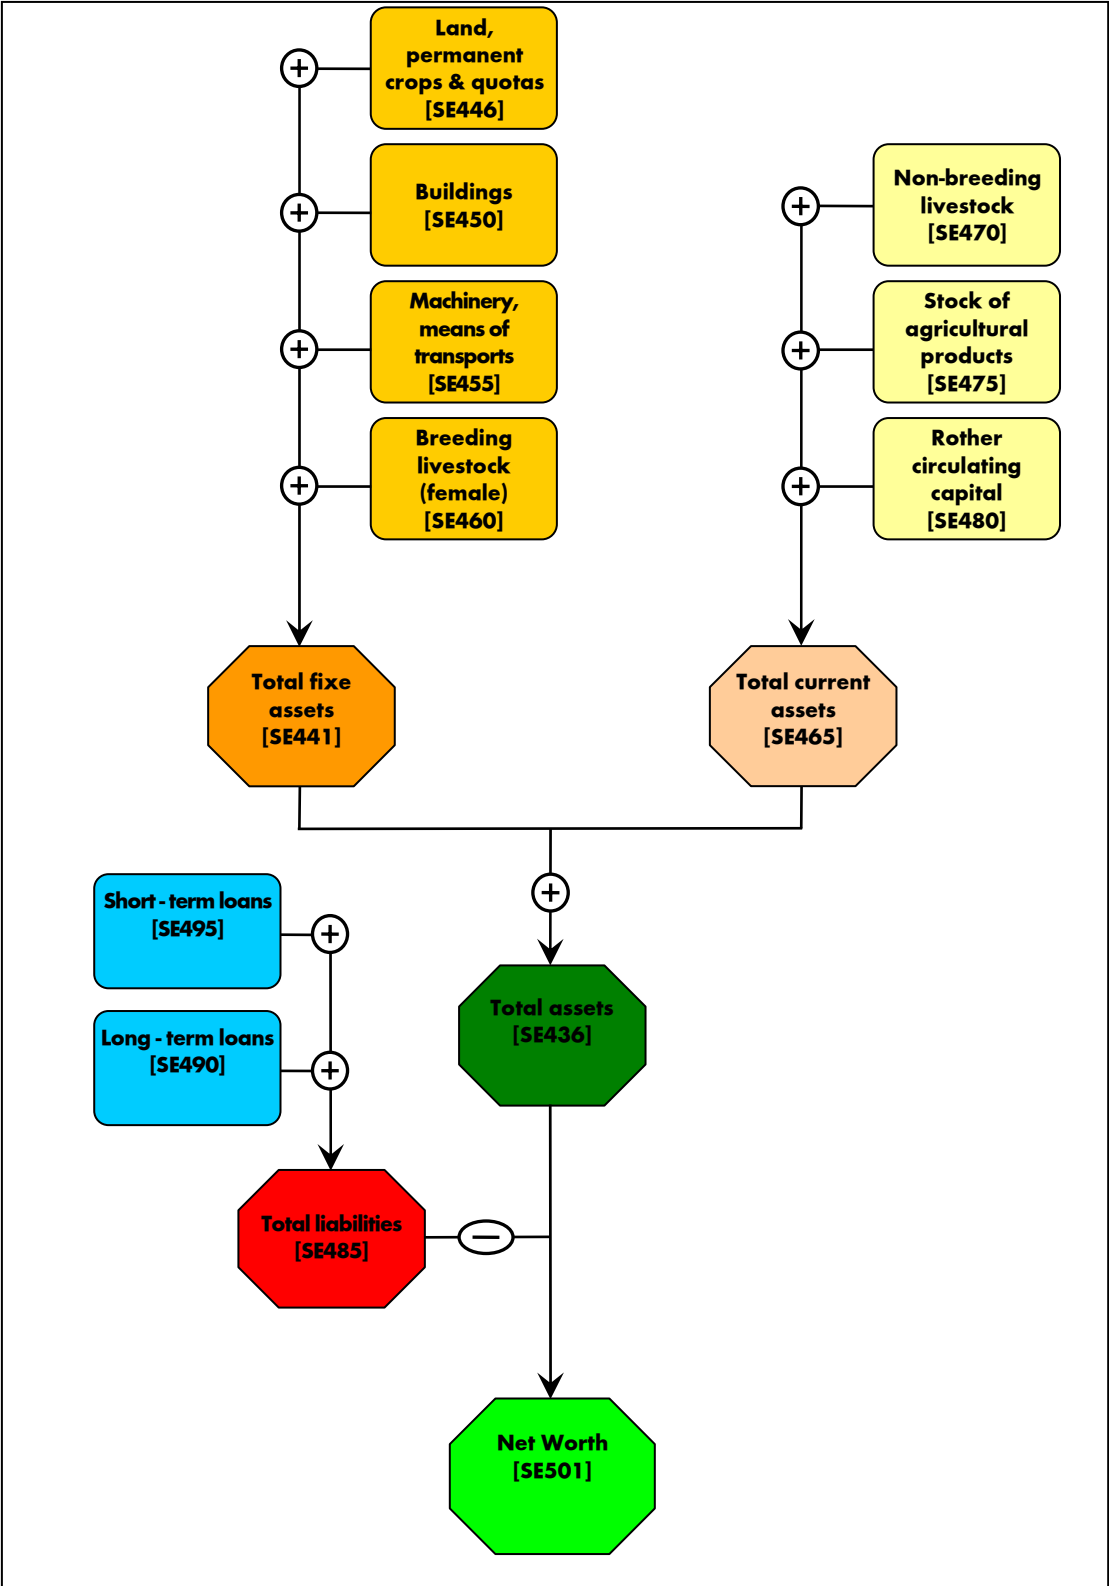 Land,
permanent
crops & quotas
[SE446]
Buildings
[SE450]
Machinery,
means of
transports
[SE455]
Breeding
livestock
(female)
[SE460]
Non-breeding
livestock
[SE470]
Stock of
agricultural
products
[SE475]
Rother
circulating
capital
[SE480]
Total fixe
assets
[SE441]
Total current
assets
[SE465]
Short - term loans
[SE495]
Long - term loans
[SE490]
Total assets
[SE436]
Total liabilities
[SE485]
Net Worth
[SE501]